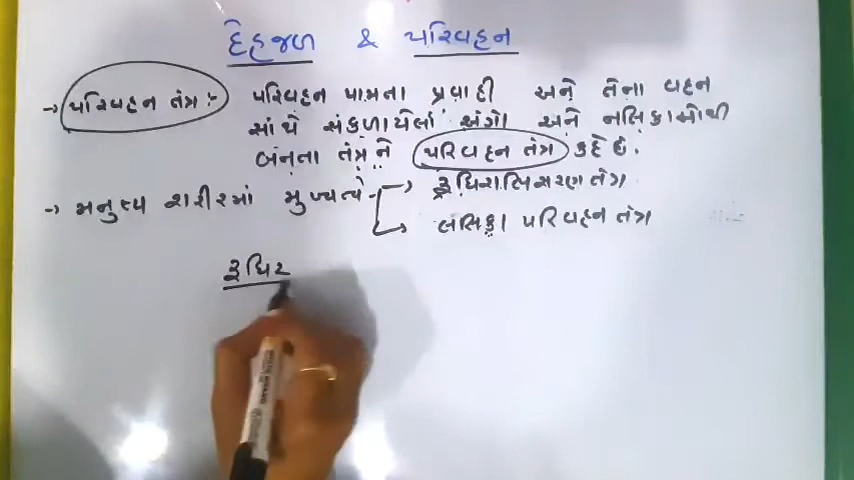 દેહજળ & પરિવહન
→ પરિવહન તંત્ર :- પરિવહન પામતા પ્રવાહી અને તેના વહન
સાથે સંકળાયેલાં અંગો અને નલિકાઓથી
બનતા તંત્રને પરિવહન તંત્ર કહે છે.
→ મનુષ્ય શરીરમાં મુખ્યત્વે → રૂધિરાભિસરણ તંત્ર
→ લસિકા પરિવહન તંત્ર
રૂધિર